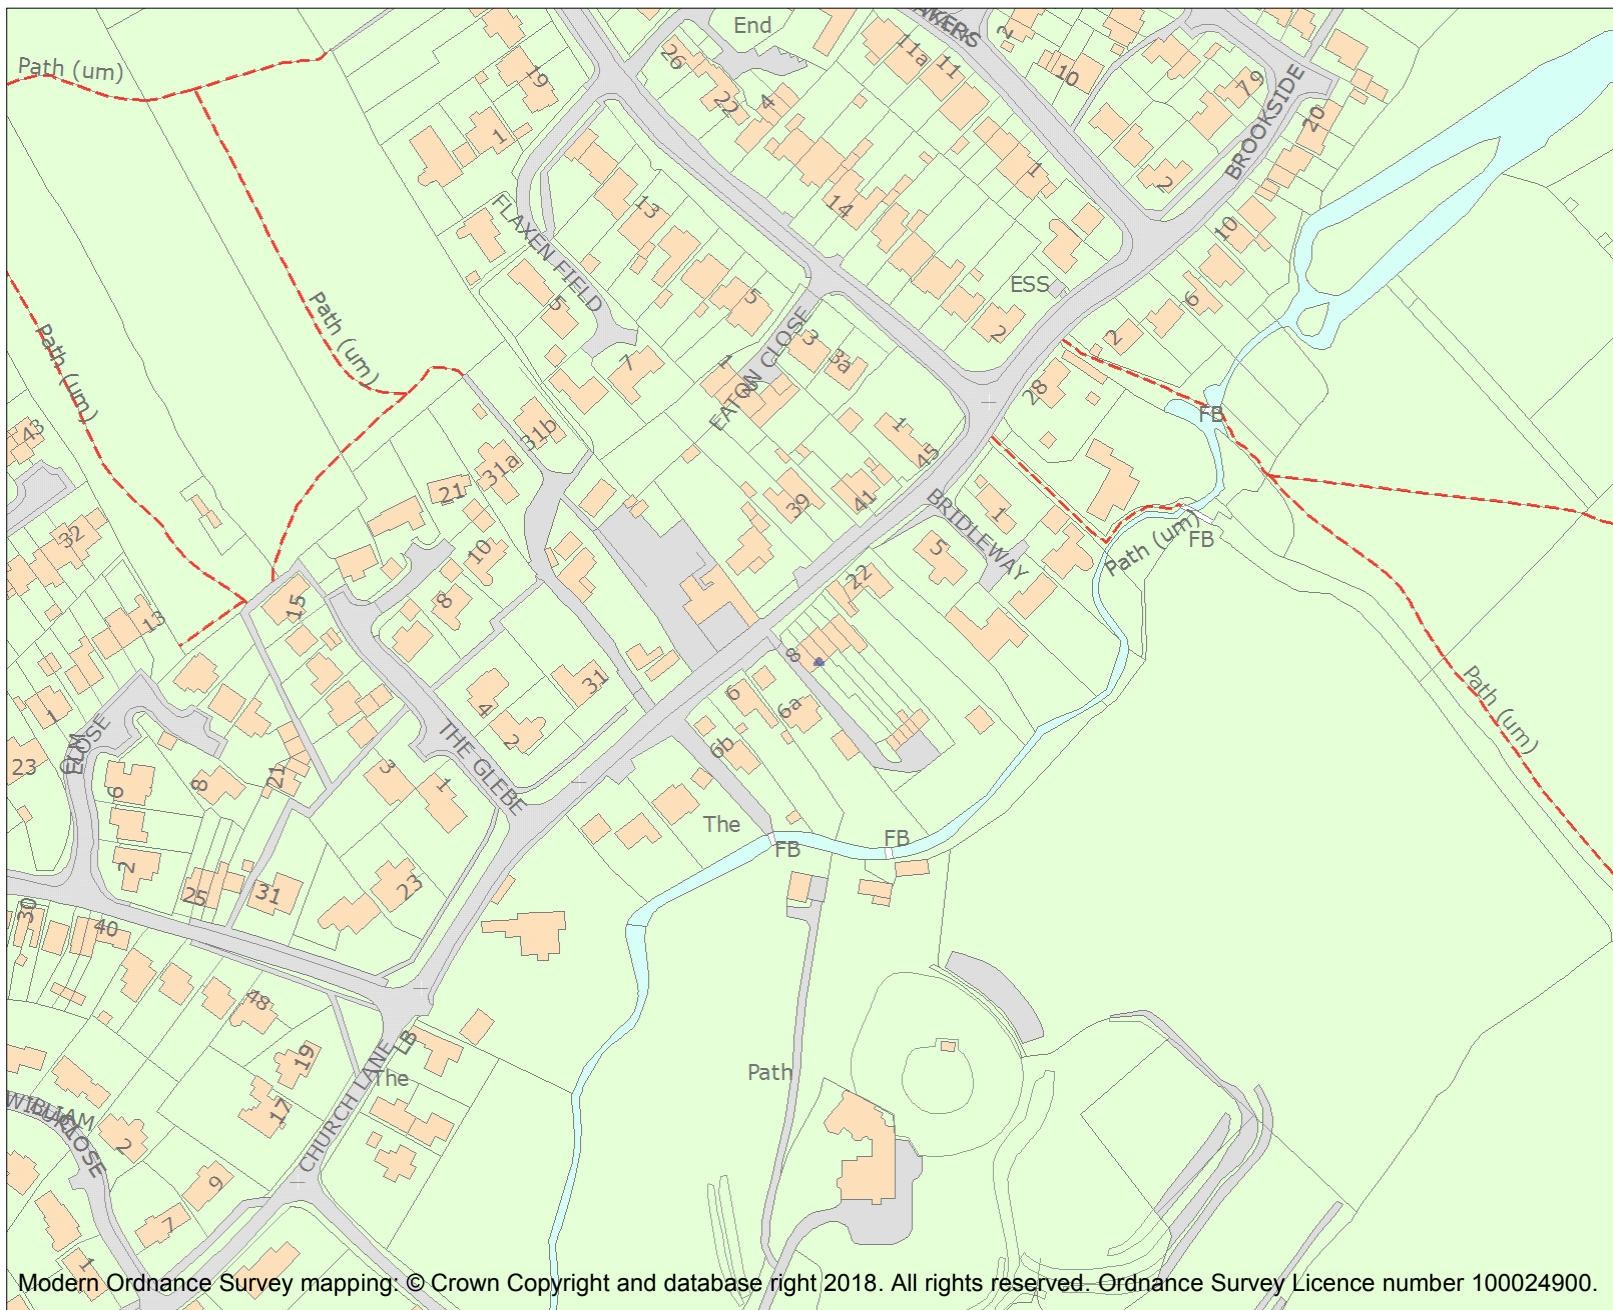 End
26
22
4
11a
11
2
10
7 9
BROOKSIDE
20
Path (um)
19
1
13
14
1
2
10
FLAXEN FIELD
5
5
ESS
6
2
2
Path (um)
Path (um)
7
1
EATON CLOSE
3
3a
28
FB
43
31b
31a
21
1
45
39
41
BRIDLEWAY
1
5
Path (um)
FB
32
10
8
15
13
22
8
31
6
6a
6b
4
2
THE GLEBE
Path (um)
1
ELM
CLOSE
23
6
8
21
3
1
2
25
31
23
The
FB
FB
30
40
48
19
17
LB
The
CHURCH LANE
Path
WILLIAM
CLOSE
2
9
7
1
Modern Ordnance Survey mapping: © Crown Copyright and database right 2018. All rights reserved. Ordnance Survey Licence number 100024900.